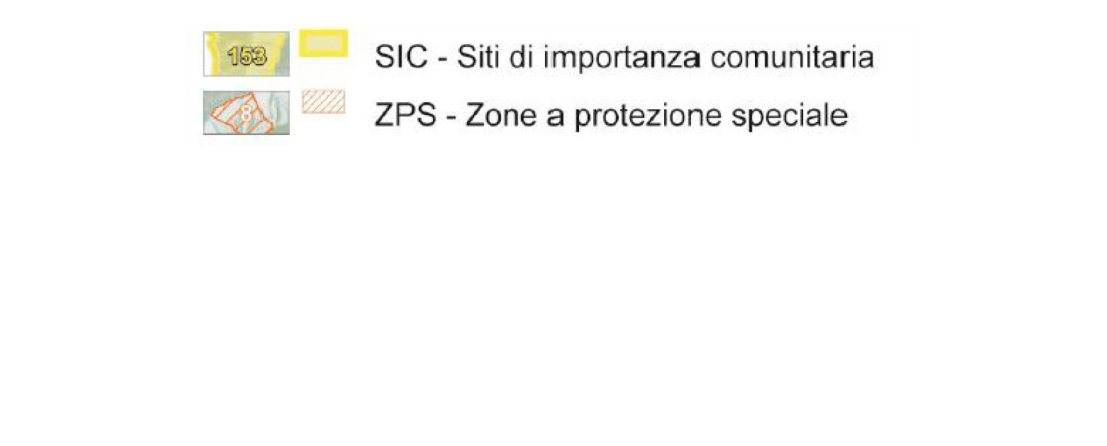 153 SIC - Siti di importanza comunitaria
8 ZPS - Zone a protezione speciale